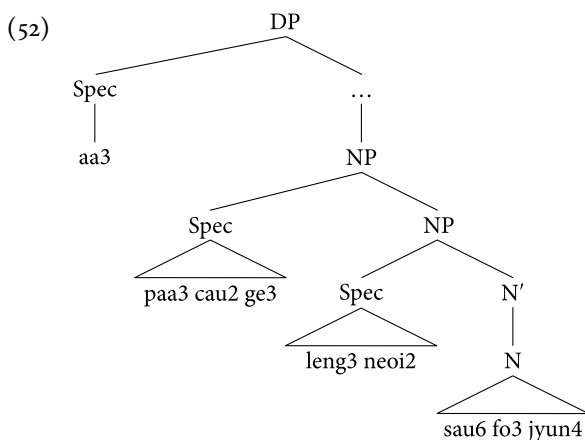 (52)
DP
Spec …
aa3
NP
Spec NP
paa3 cau2 ge3
Spec N′
leng3 neoi2
N
sau6 fo3 jyun4